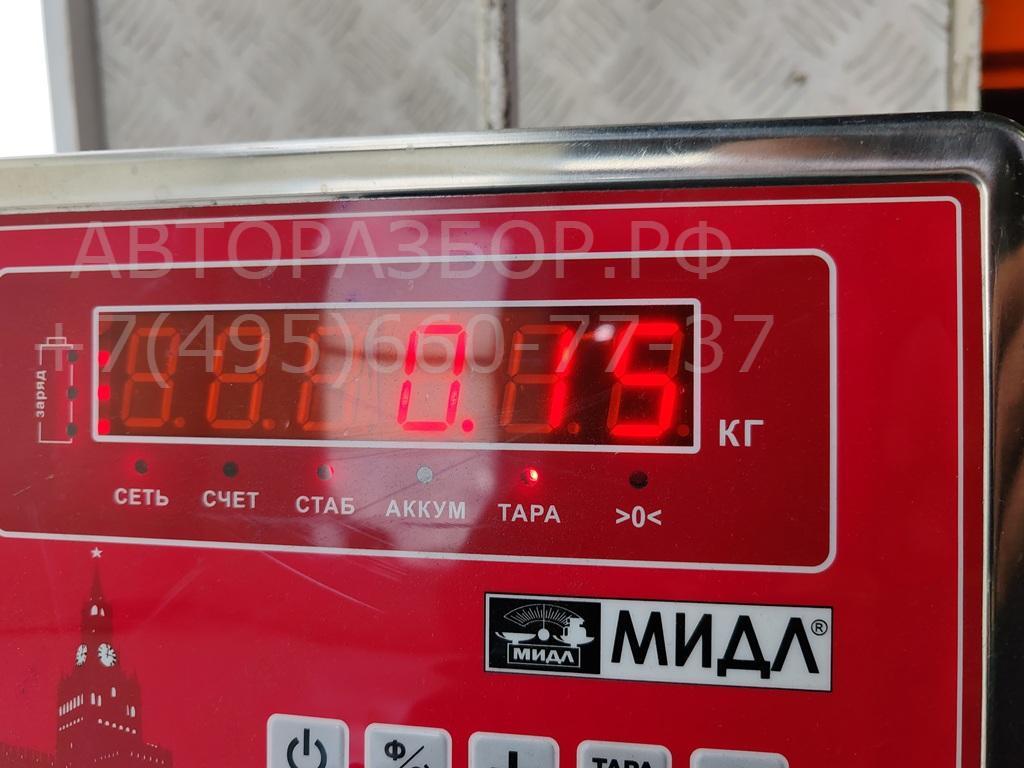 АВТОРАЗБОР.РФ
+7(495)660-77-37
заряд
0.15
КГ
СЕТЬ СЧЕТ СТАБ АККУМ ТАРА >0<
МИДЛ
МИДЛ®
Ф/
ТАРА